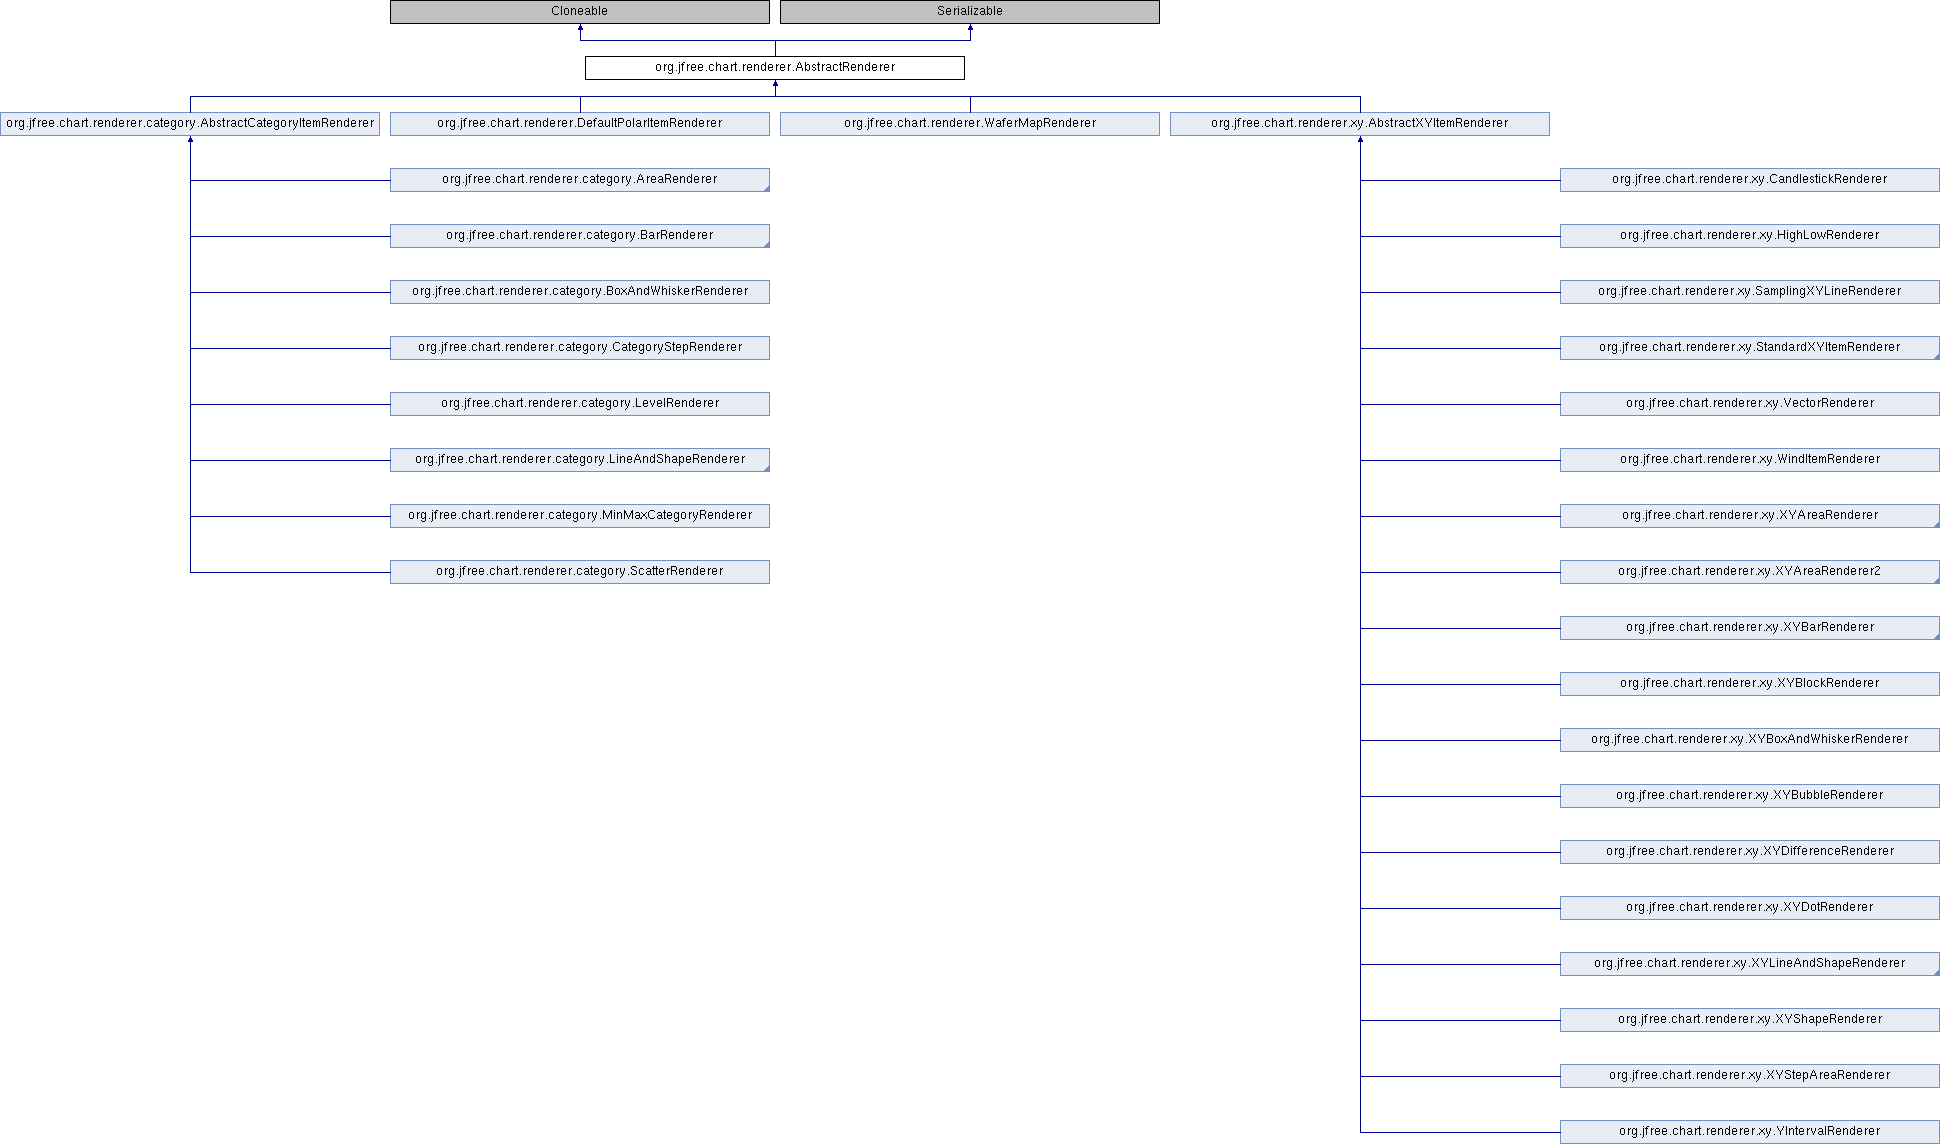 Cloneable
Serializable
org.jfree.chart.renderer.AbstractRenderer
org.jfree.chart.renderer.category.AbstractCategoryItemRenderer
org.jfree.chart.renderer.DefaultPolarItemRenderer
org.jfree.chart.renderer.WaferMapRenderer
org.jfree.chart.renderer.xy.AbstractXYItemRenderer
org.jfree.chart.renderer.category.AreaRenderer
org.jfree.chart.renderer.category.BarRenderer
org.jfree.chart.renderer.category.BoxAndWhiskerRenderer
org.jfree.chart.renderer.category.CategoryStepRenderer
org.jfree.chart.renderer.category.LevelRenderer
org.jfree.chart.renderer.category.LineAndShapeRenderer
org.jfree.chart.renderer.category.MinMaxCategoryRenderer
org.jfree.chart.renderer.category.ScatterRenderer
org.jfree.chart.renderer.xy.CandlestickRenderer
org.jfree.chart.renderer.xy.HighLowRenderer
org.jfree.chart.renderer.xy.SamplingXYLineRenderer
org.jfree.chart.renderer.xy.StandardXYItemRenderer
org.jfree.chart.renderer.xy.VectorRenderer
org.jfree.chart.renderer.xy.WindItemRenderer
org.jfree.chart.renderer.xy.XYAreaRenderer
org.jfree.chart.renderer.xy.XYAreaRenderer2
org.jfree.chart.renderer.xy.XYBarRenderer
org.jfree.chart.renderer.xy.XYBlockRenderer
org.jfree.chart.renderer.xy.XYBoxAndWhiskerRenderer
org.jfree.chart.renderer.xy.XYBubbleRenderer
org.jfree.chart.renderer.xy.XYDifferenceRenderer
org.jfree.chart.renderer.xy.XYDotRenderer
org.jfree.chart.renderer.xy.XYLineAndShapeRenderer
org.jfree.chart.renderer.xy.XYShapeRenderer
org.jfree.chart.renderer.xy.XYStepAreaRenderer
org.jfree.chart.renderer.xy.YIntervalRenderer